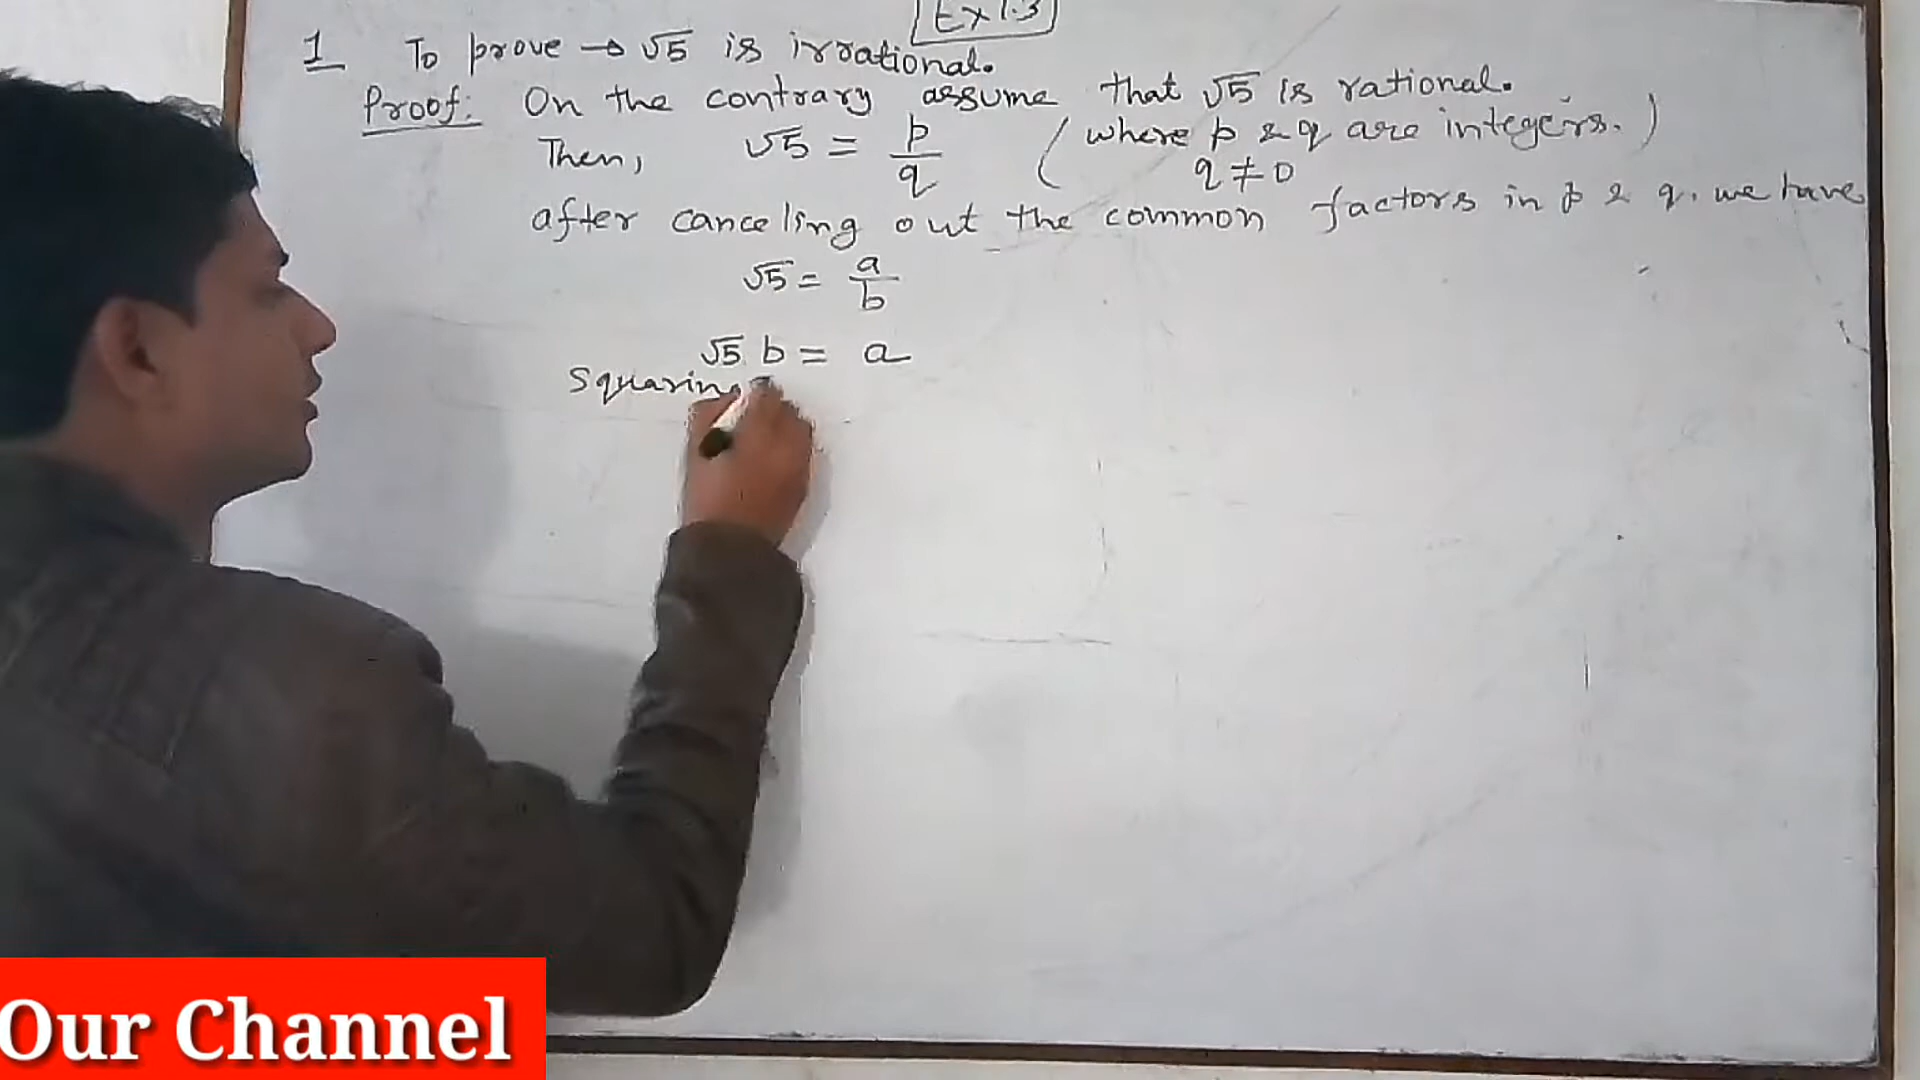 Ex 1.3
1 To prove → √5 is irrational.
Proof: On the contrary assume that √5 is rational.
Then, √5 = p/q (where p & q are integers.)
q ≠ 0
after canceling out the common factors in p & q. we have
√5 = a/b
√5 b = a
Squaring
Our Channel